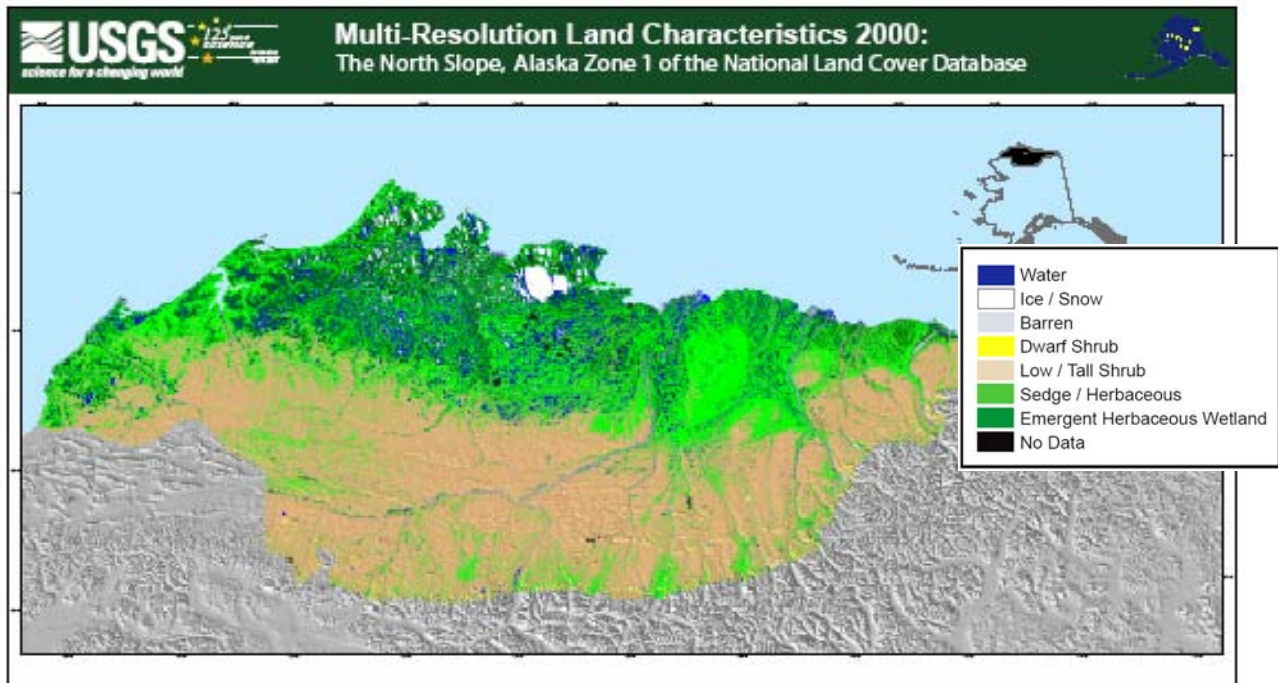 USGS
science for a changing world
125
Multi-Resolution Land Characteristics 2000:
The North Slope, Alaska Zone 1 of the National Land Cover Database
Water
Ice / Snow
Barren
Dwarf Shrub
Low / Tall Shrub
Sedge / Herbaceous
Emergent Herbaceous Wetland
No Data